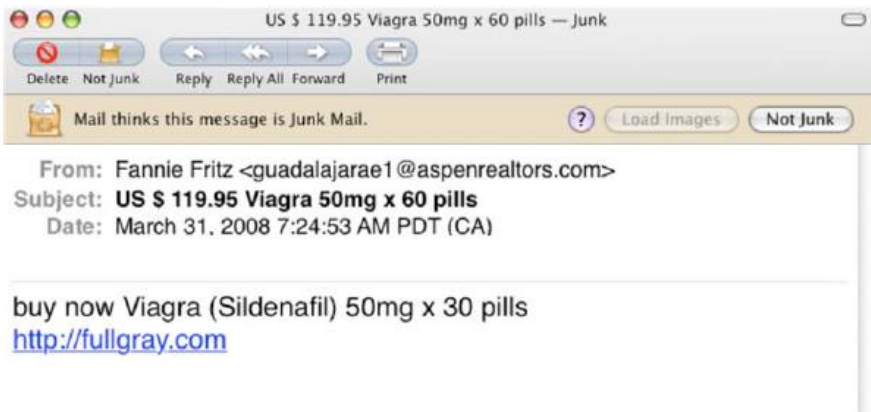 US $ 119.95 Viagra 50mg x 60 pills — Junk
Delete Not Junk Reply Reply All Forward Print
Mail thinks this message is Junk Mail. ? Load Images Not Junk
From: Fannie Fritz <guadalajarae1@aspenrealtors.com>
Subject: US $ 119.95 Viagra 50mg x 60 pills
Date: March 31, 2008 7:24:53 AM PDT (CA)
buy now Viagra (Sildenafil) 50mg x 30 pills
http://fullgray.com